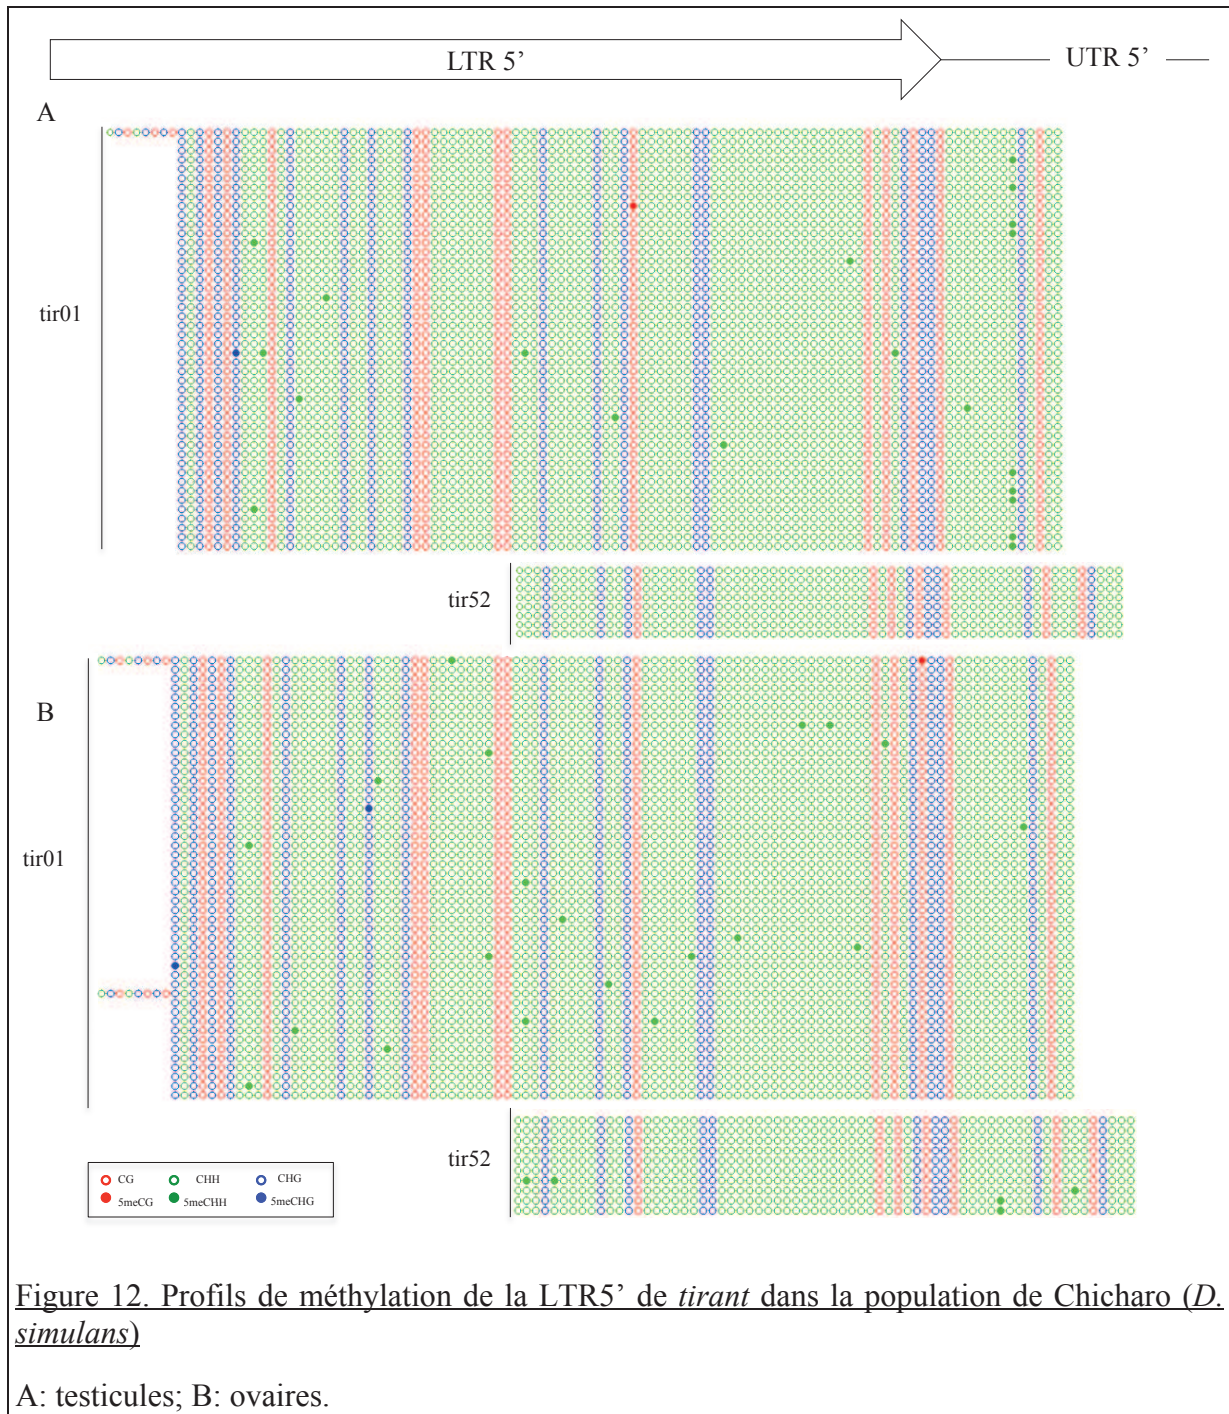 LTR 5’
UTR 5’
A
tir01
tir52
B
tir01
tir52
CG CHH CHG
5meCG 5meCHH 5meCHG
Figure 12. Profils de méthylation de la LTR5’ de tirant dans la population de Chicharo (D.
simulans)
A: testicules; B: ovaires.